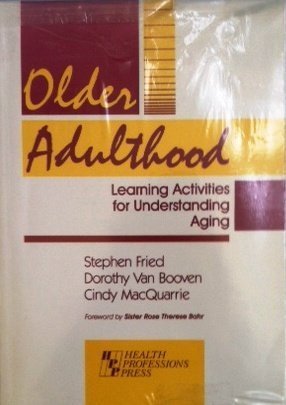 Older
Adulthood
Learning Activities
for Understanding
Aging
Stephen Fried
Dorothy Van Booven
Cindy MacQuarrie
Foreword by Sister Rose Therese Bahr
HPP HEALTH
PROFESSIONS
PRESS